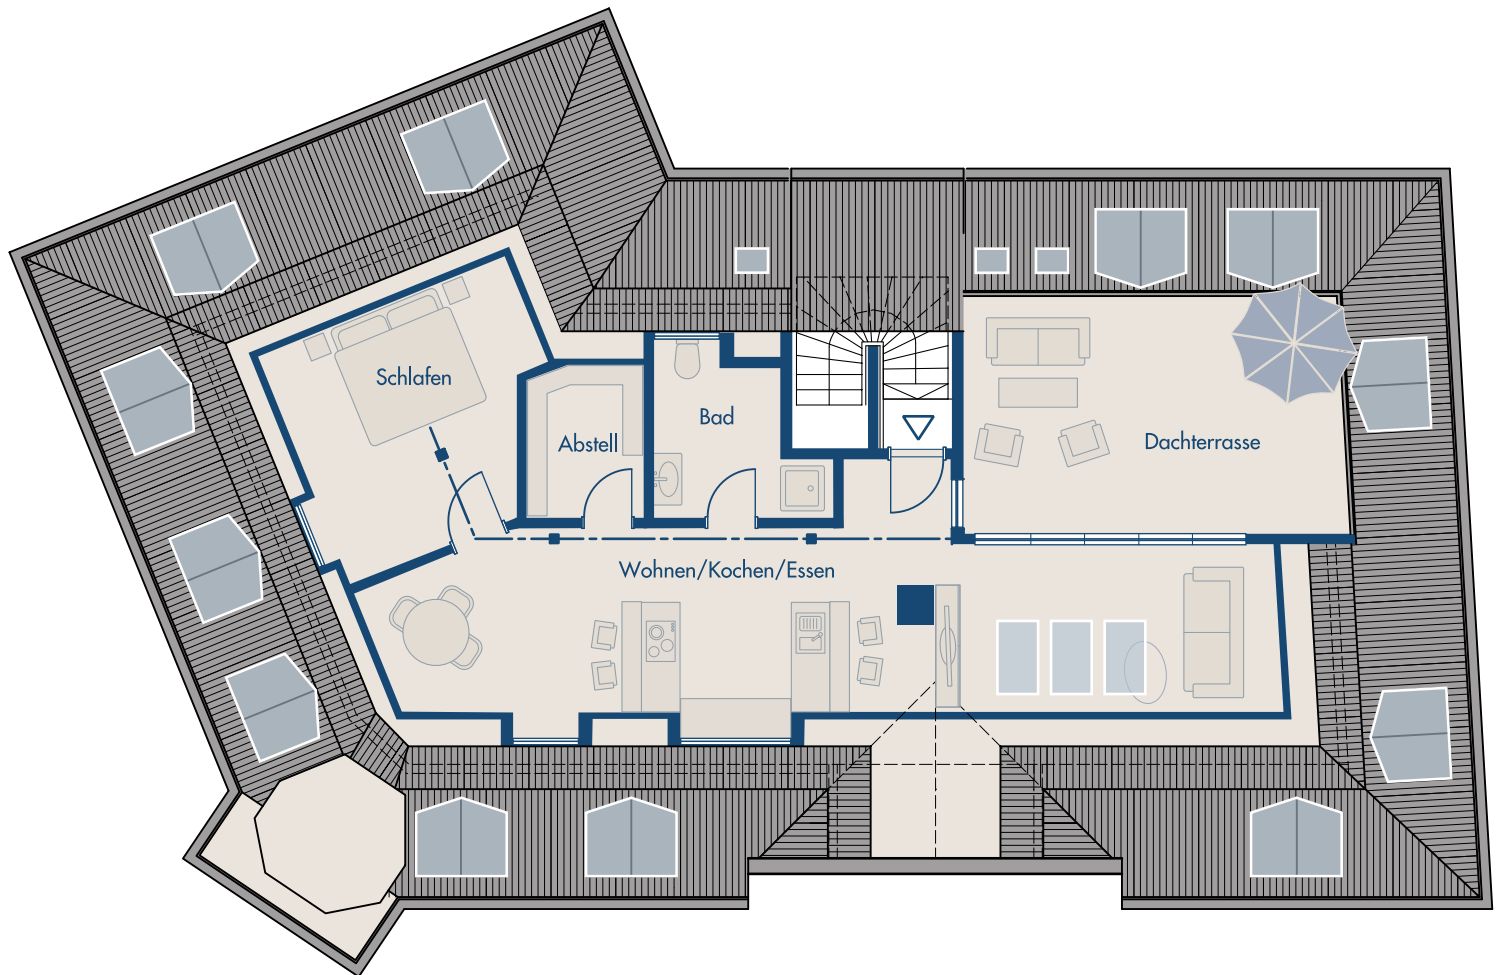 Schlafen
Abstell
Bad
Dachterrasse
Wohnen/Kochen/Essen